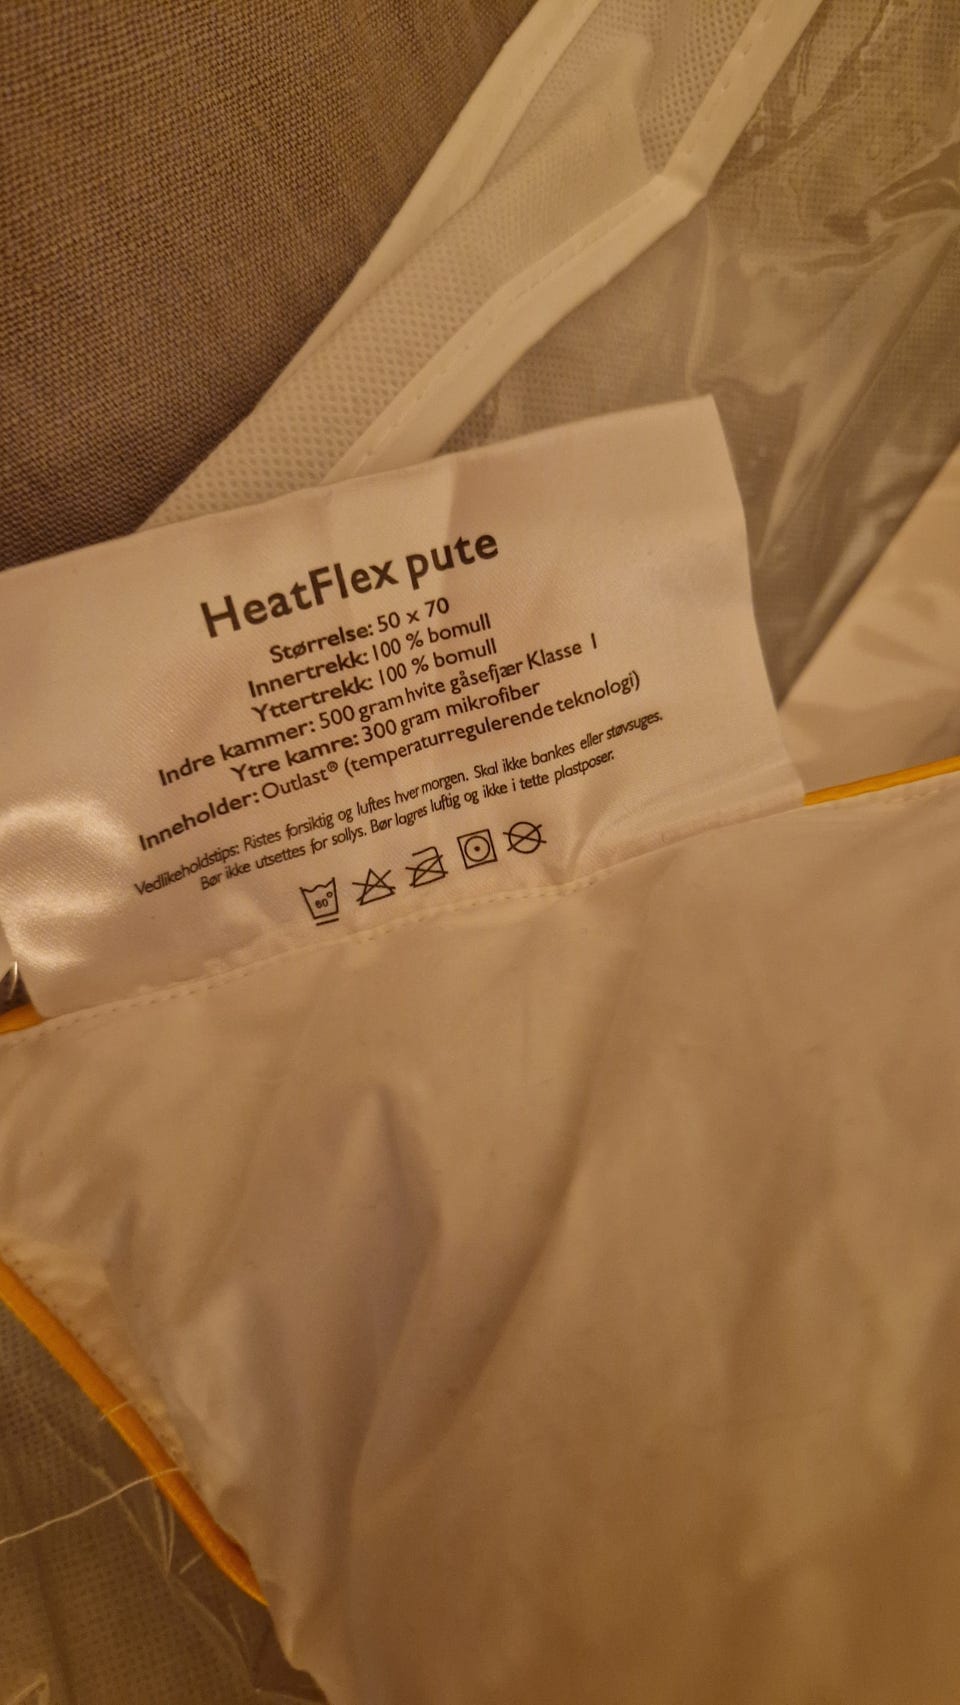 HeatFlex pute
Størrelse: 50 x 70
Innertrekk: 100 % bomull
Yttertrekk: 100 % bomull
Indre kammer: 500 gram hvite gåsefjær Klasse 1
Ytre kamre: 300 gram mikrofiber
Inneholder: Outlast® (temperaturregulerende teknologi)
Vedlikeholdstips: Ristes forsiktig og luftes hver morgen. Skal ikke bankes eller støvsuges.
Bør ikke utsettes for sollys. Bør lagres luftig og ikke i tette plastposer.
60°